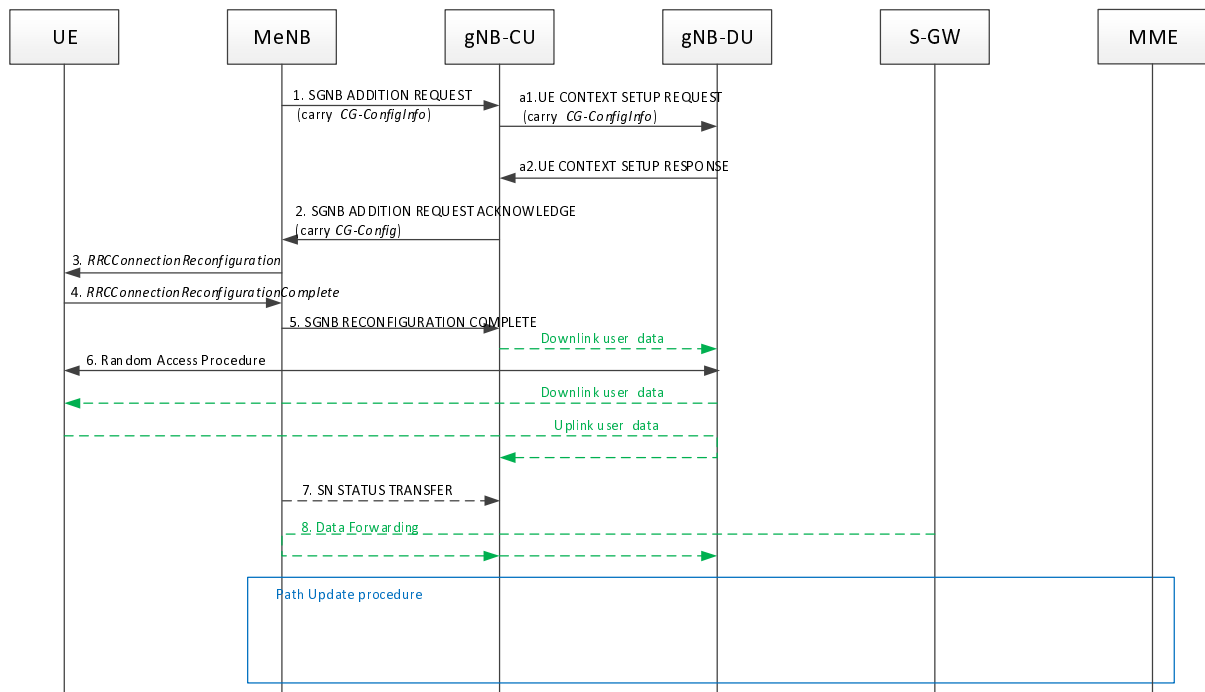 UE
MeNB
gNB-CU
gNB-DU
S-GW
MME
1. SGNB ADDITION REQUEST
(carry CG-ConfigInfo)
a1.UE CONTEXT SETUP REQUEST
(carry CG-ConfigInfo)
a2.UE CONTEXT SETUP RESPONSE
2. SGNB ADDITION REQUEST ACKNOWLEDGE
(carry CG-Config)
3. RRCConnectionReconfiguration
4. RRCConnectionReconfigurationComplete
5. SGNB RECONFIGURATION COMPLETE
Downlink user data
6. Random Access Procedure
Downlink user data
Uplink user data
7. SN STATUS TRANSFER
8. Data Forwarding
Path Update procedure